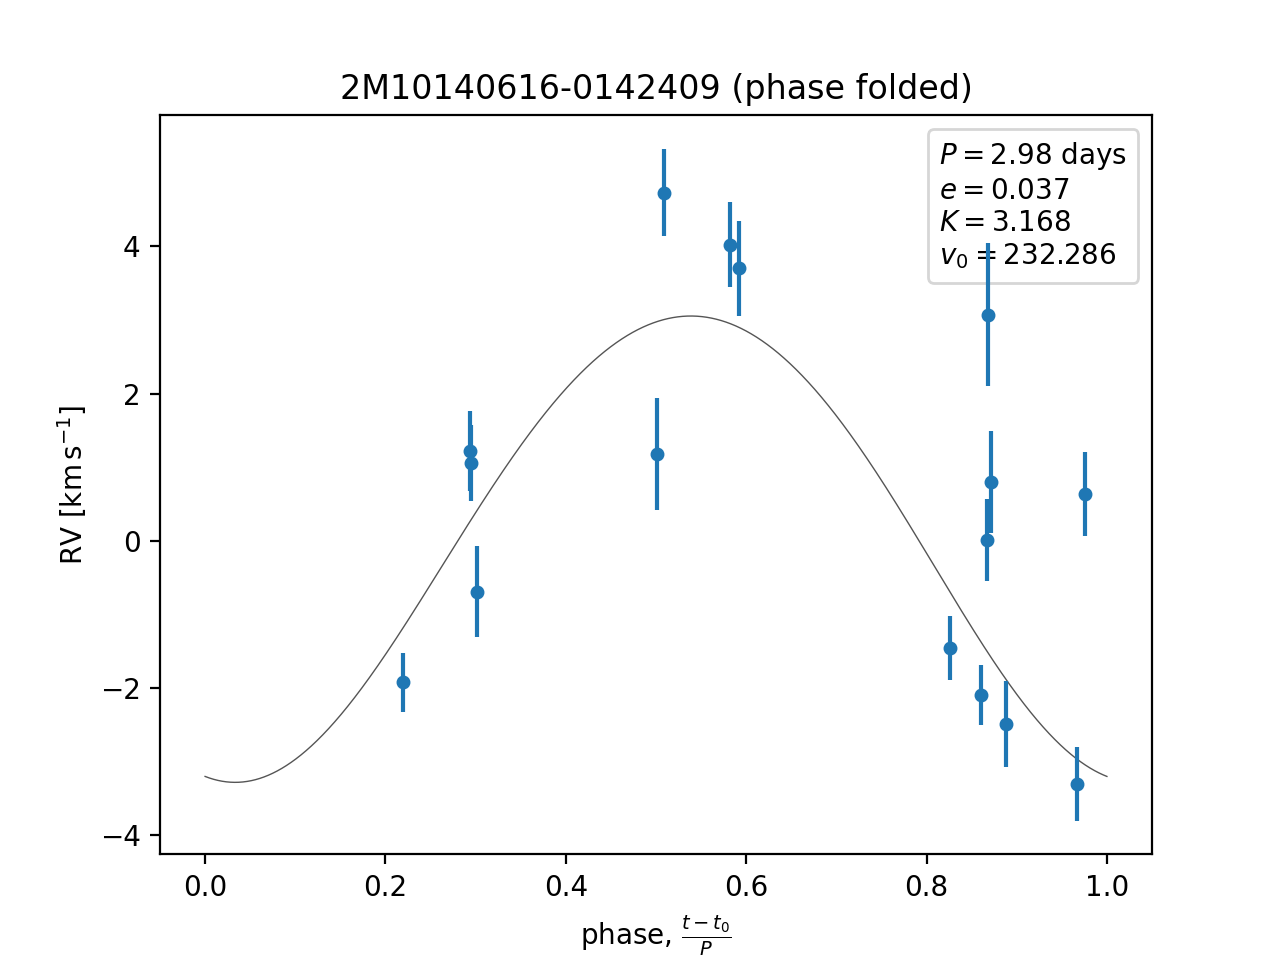 2M10140616-0142409 (phase folded)
P = 2.98 days
e = 0.037
K = 3.168
v₀ = 232.286
RV [km s⁻¹]
4
2
0
−2
−4
0.0 0.2 0.4 0.6 0.8 1.0
phase, (t − t₀)/P